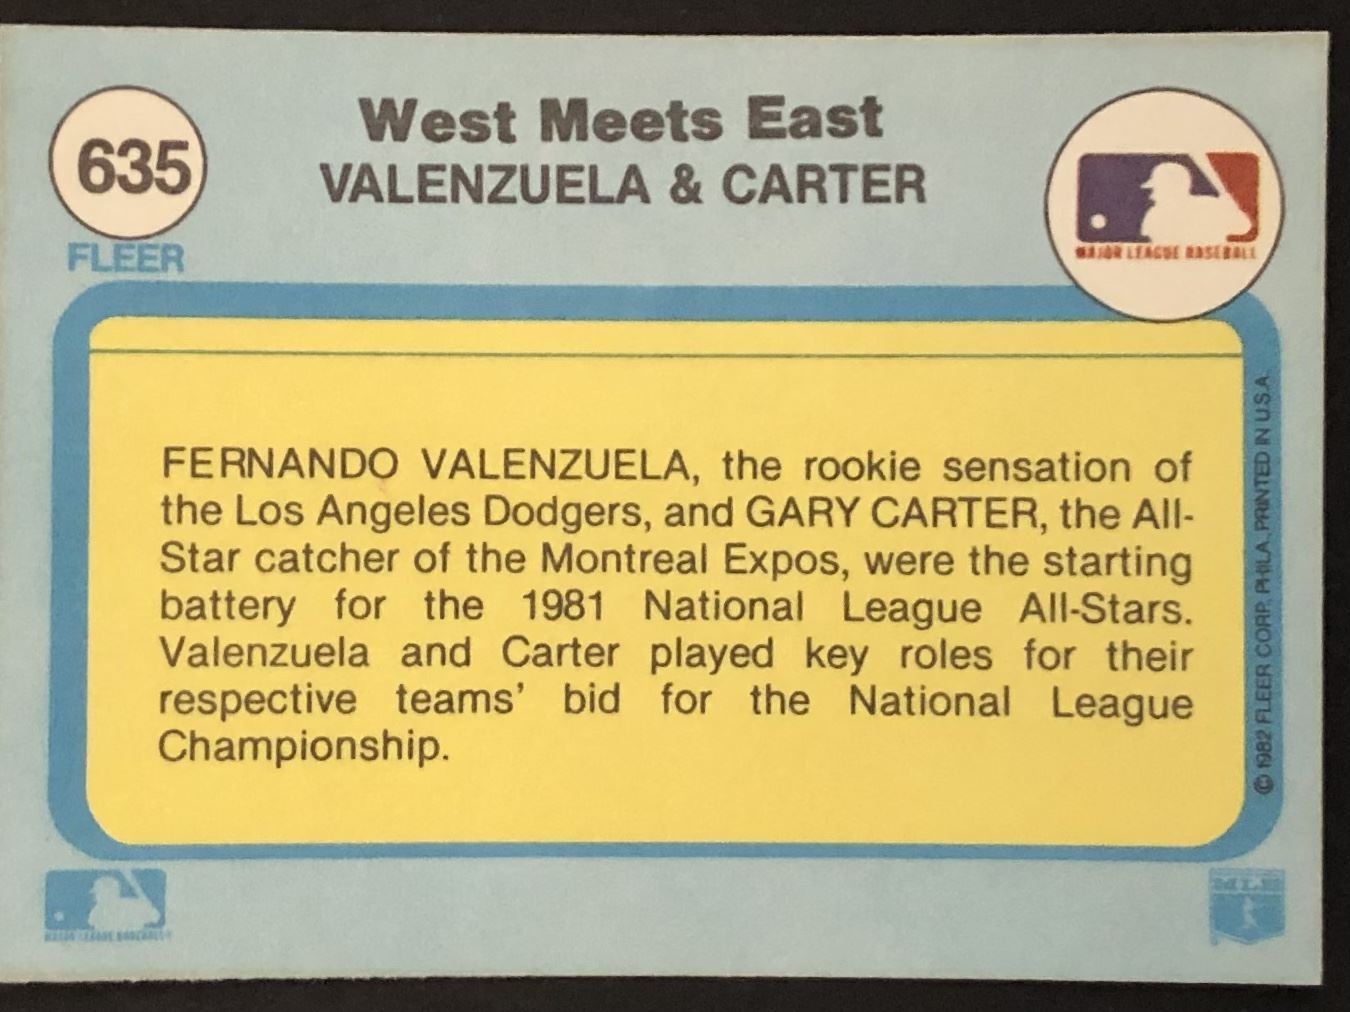 635
FLEER
West Meets East
VALENZUELA & CARTER
MAJOR LEAGUE BASEBALL
FERNANDO VALENZUELA, the rookie sensation of
the Los Angeles Dodgers, and GARY CARTER, the All-
Star catcher of the Montreal Expos, were the starting
battery for the 1981 National League All-Stars.
Valenzuela and Carter played key roles for their
respective teams' bid for the National League
Championship.
© 1982 FLEER CORP. PHILA. PRINTED IN U.S.A.
MAJOR LEAGUE BASEBALL